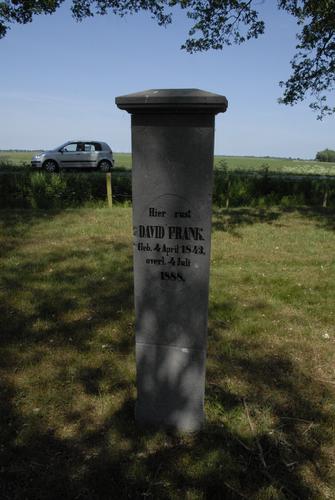 Hier rust
DAVID FRANK.
Geb. 4 April 1843.
overl. 4 Juli
1888.